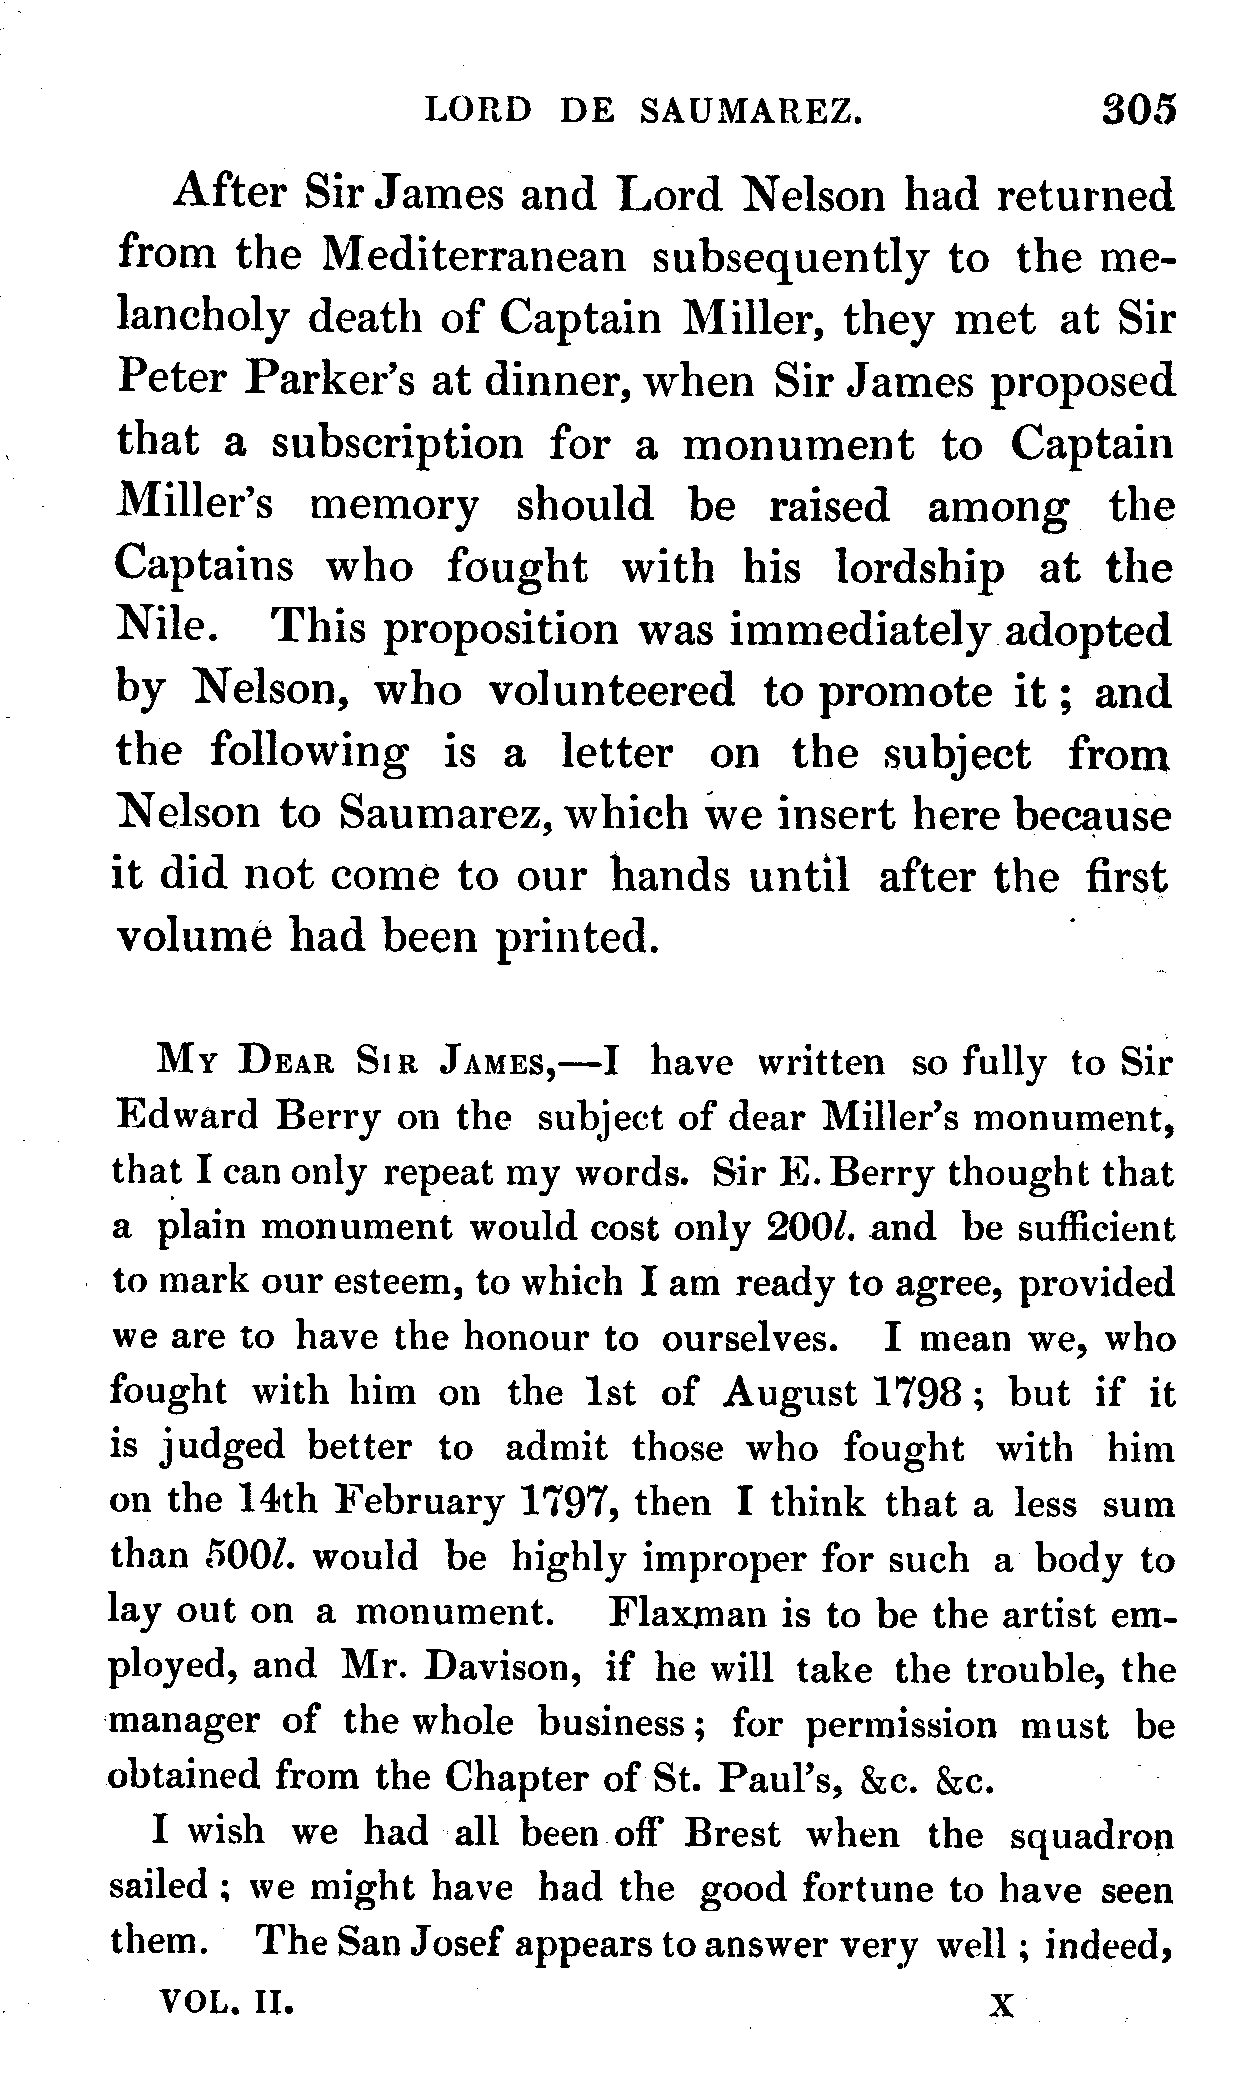 LORD DE SAUMAREZ. 305
After Sir James and Lord Nelson had returned
from the Mediterranean subsequently to the me-
lancholy death of Captain Miller, they met at Sir
Peter Parker's at dinner, when Sir James proposed
that a subscription for a monument to Captain
Miller's memory should be raised among the
Captains who fought with his lordship at the
Nile. This proposition was immediately adopted
by Nelson, who volunteered to promote it ; and
the following is a letter on the subject from
Nelson to Saumarez, which we insert here because
it did not come to our hands until after the first
volume had been printed.
My Dear Sir James,—I have written so fully to Sir
Edward Berry on the subject of dear Miller's monument,
that I can only repeat my words. Sir E. Berry thought that
a plain monument would cost only 200l. and be sufficient
to mark our esteem, to which I am ready to agree, provided
we are to have the honour to ourselves. I mean we, who
fought with him on the 1st of August 1798 ; but if it
is judged better to admit those who fought with him
on the 14th February 1797, then I think that a less sum
than 500l. would be highly improper for such a body to
lay out on a monument. Flaxman is to be the artist em-
ployed, and Mr. Davison, if he will take the trouble, the
manager of the whole business ; for permission must be
obtained from the Chapter of St. Paul's, &c. &c.
I wish we had all been off Brest when the squadron
sailed ; we might have had the good fortune to have seen
them. The San Josef appears to answer very well ; indeed,
VOL. II. X